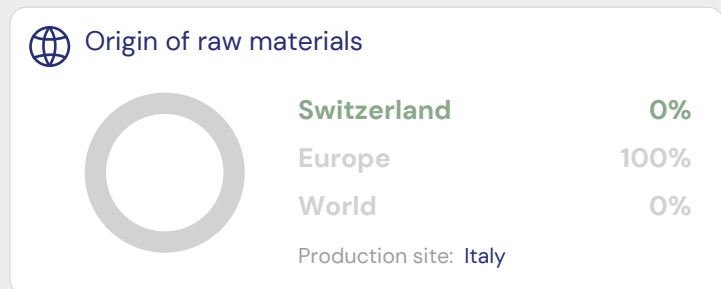 Origin of raw materials
Switzerland 0%
Europe 100%
World 0%
Production site: Italy